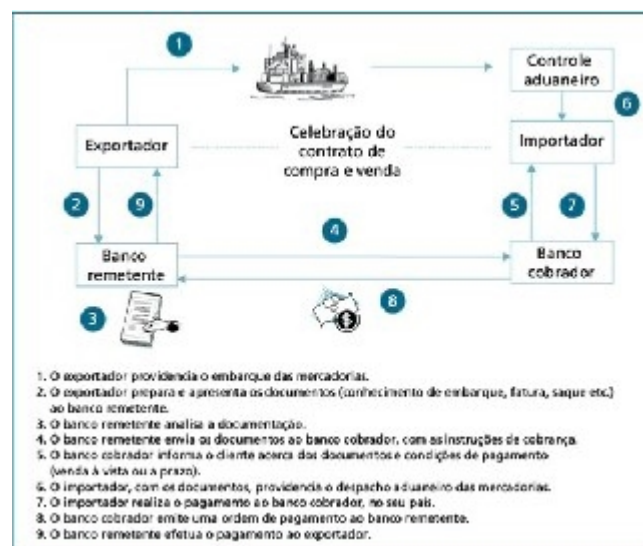 1
Controle
aduaneiro
6
Exportador
Celebração do
contrato de
compra e venda
Importador
2
9
4
5
7
Banco
remetente
Banco
cobrador
3
8
$
1. O exportador providencia o embarque das mercadorias.
2. O exportador prepara e apresenta os documentos (conhecimento de embarque, fatura, saque etc.)
ao banco remetente.
3. O banco remetente analisa a documentação.
4. O banco remetente envia os documentos ao banco cobrador, com as instruções de cobrança.
5. O banco cobrador informa o cliente acerca dos documentos e condições de pagamento
(venda à vista ou a prazo).
6. O importador, com os documentos, providencia o despacho aduaneiro das mercadorias.
7. O importador realiza o pagamento ao banco cobrador, no seu país.
8. O banco cobrador emite uma ordem de pagamento ao banco remetente.
9. O banco remetente efetua o pagamento ao exportador.